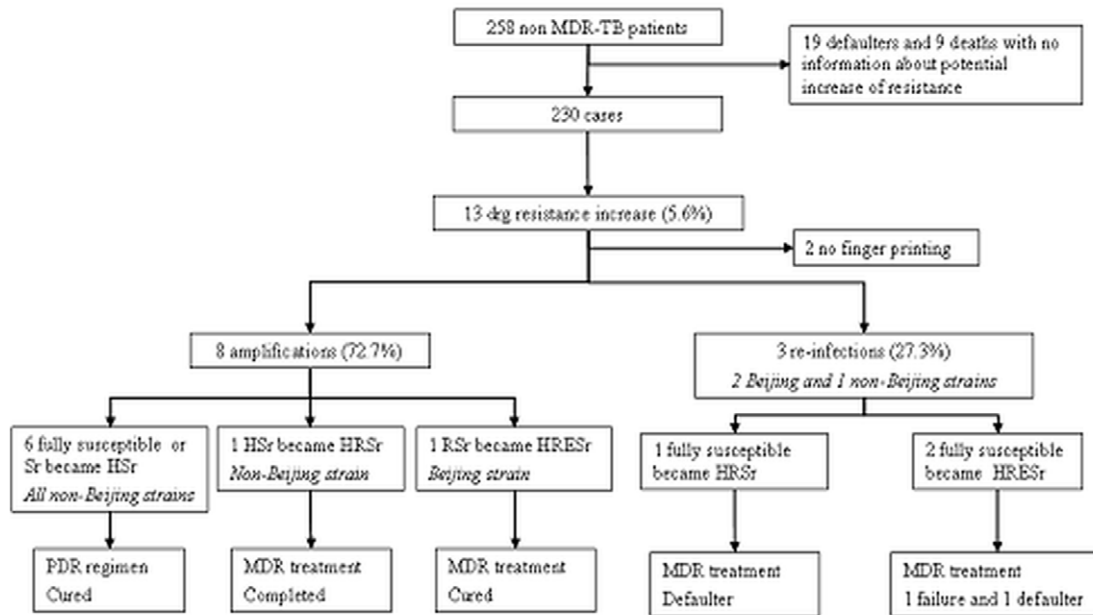 258 non MDR-TB patients
19 defaulters and 9 deaths with no
information about potential
increase of resistance
230 cases
13 drg resistance increase (5.6%)
2 no finger printing
8 amplifications (72.7%)
3 re-infections (27.3%)
2 Beijing and 1 non-Beijing strains
6 fully susceptible or
Sr became HSr
All non-Beijing strains
1 HSr became HRSr
Non-Beijing strain
1 RSr became HRESr
Beijing strain
1 fully susceptible
became HRSr
2 fully susceptible
became HRESr
PDR regimen
Cured
MDR treatment
Completed
MDR treatment
Cured
MDR treatment
Defaulter
MDR treatment
1 failure and 1 defaulter